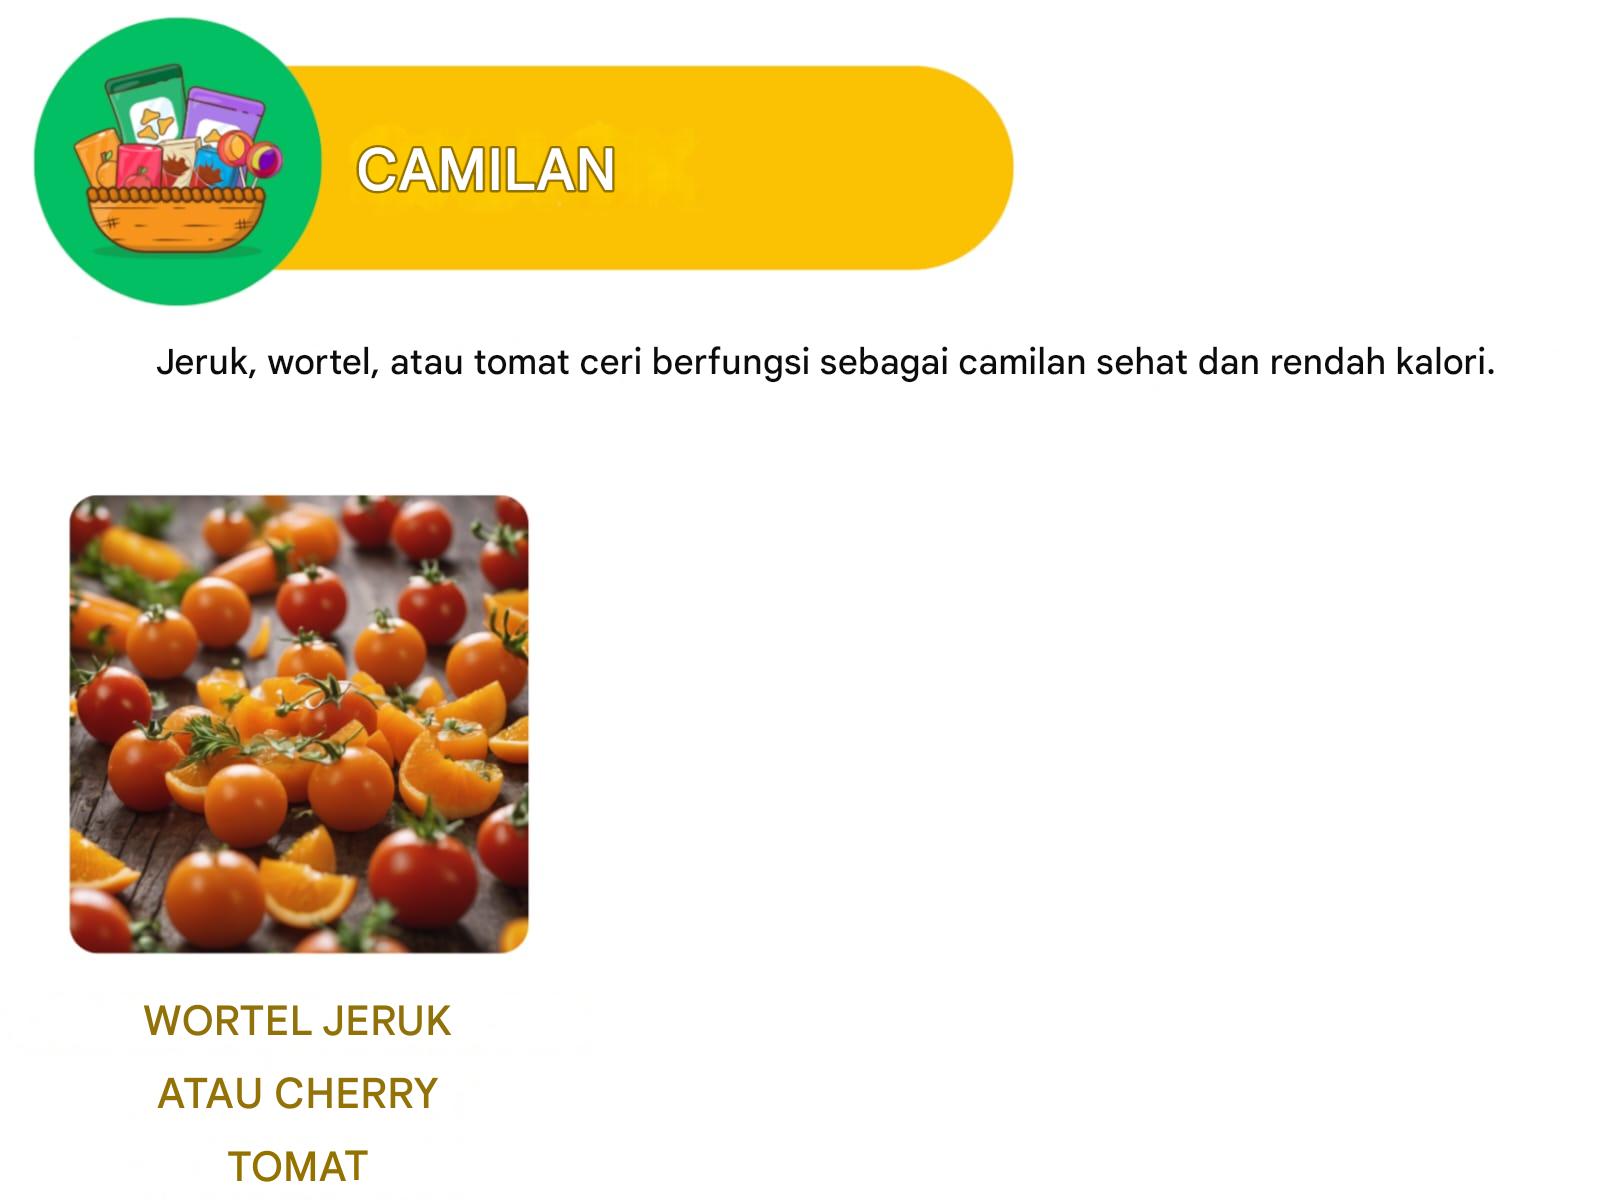 CAMILAN
Jeruk, wortel, atau tomat ceri berfungsi sebagai camilan sehat dan rendah kalori.
WORTEL JERUK
ATAU CHERRY
TOMAT